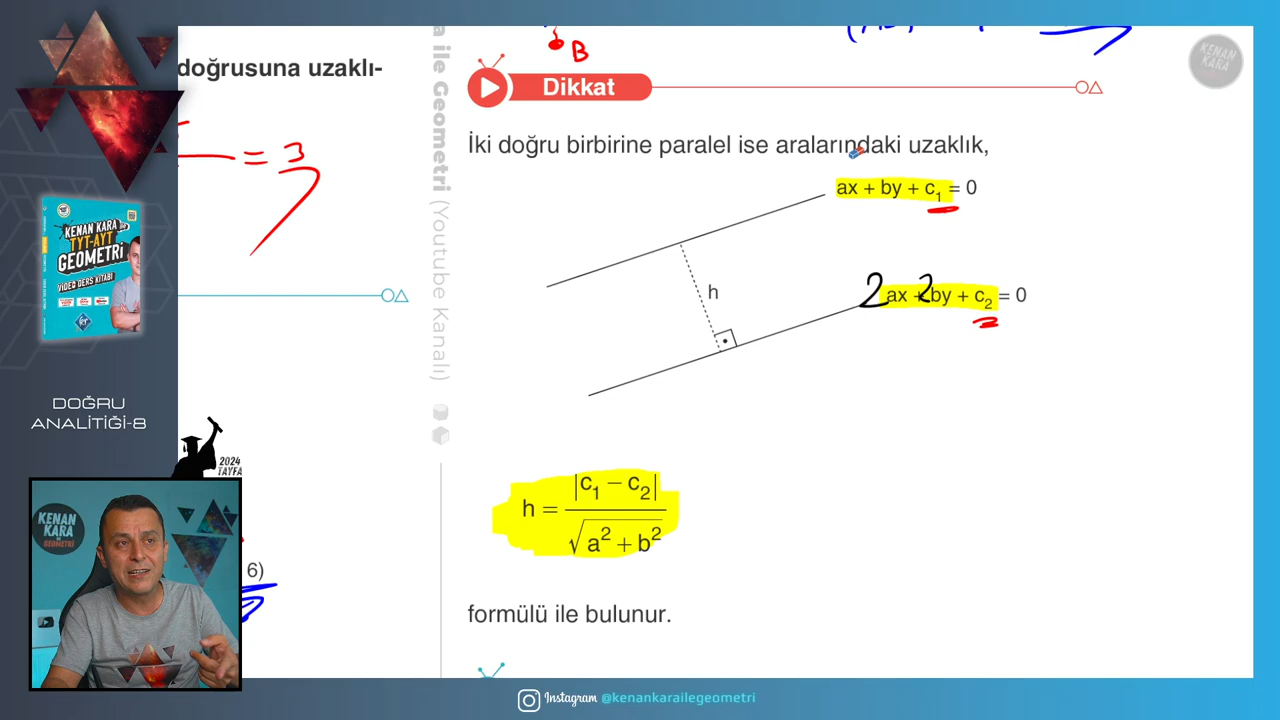 doğrusuna uzaklı-
= 3
KENAN KARA
TYT-AYT
GEOMETRİ
VİDEO DERS KİTABI
DOĞRU
ANALİTİĞİ-8
2024
TAYFA
KENAN
KARA
GEOMETRİ
6)
a ile Geometri (Youtube Kanalı)
B
Dikkat
KENAN
KARA
İki doğru birbirine paralel ise aralarındaki uzaklık,
ax + by + c₁ = 0
h
2 ax + 2 by + c₂ = 0
h = |c₁ − c₂| / √a² + b²
formülü ile bulunur.
Instagram @kenankarailegeometri